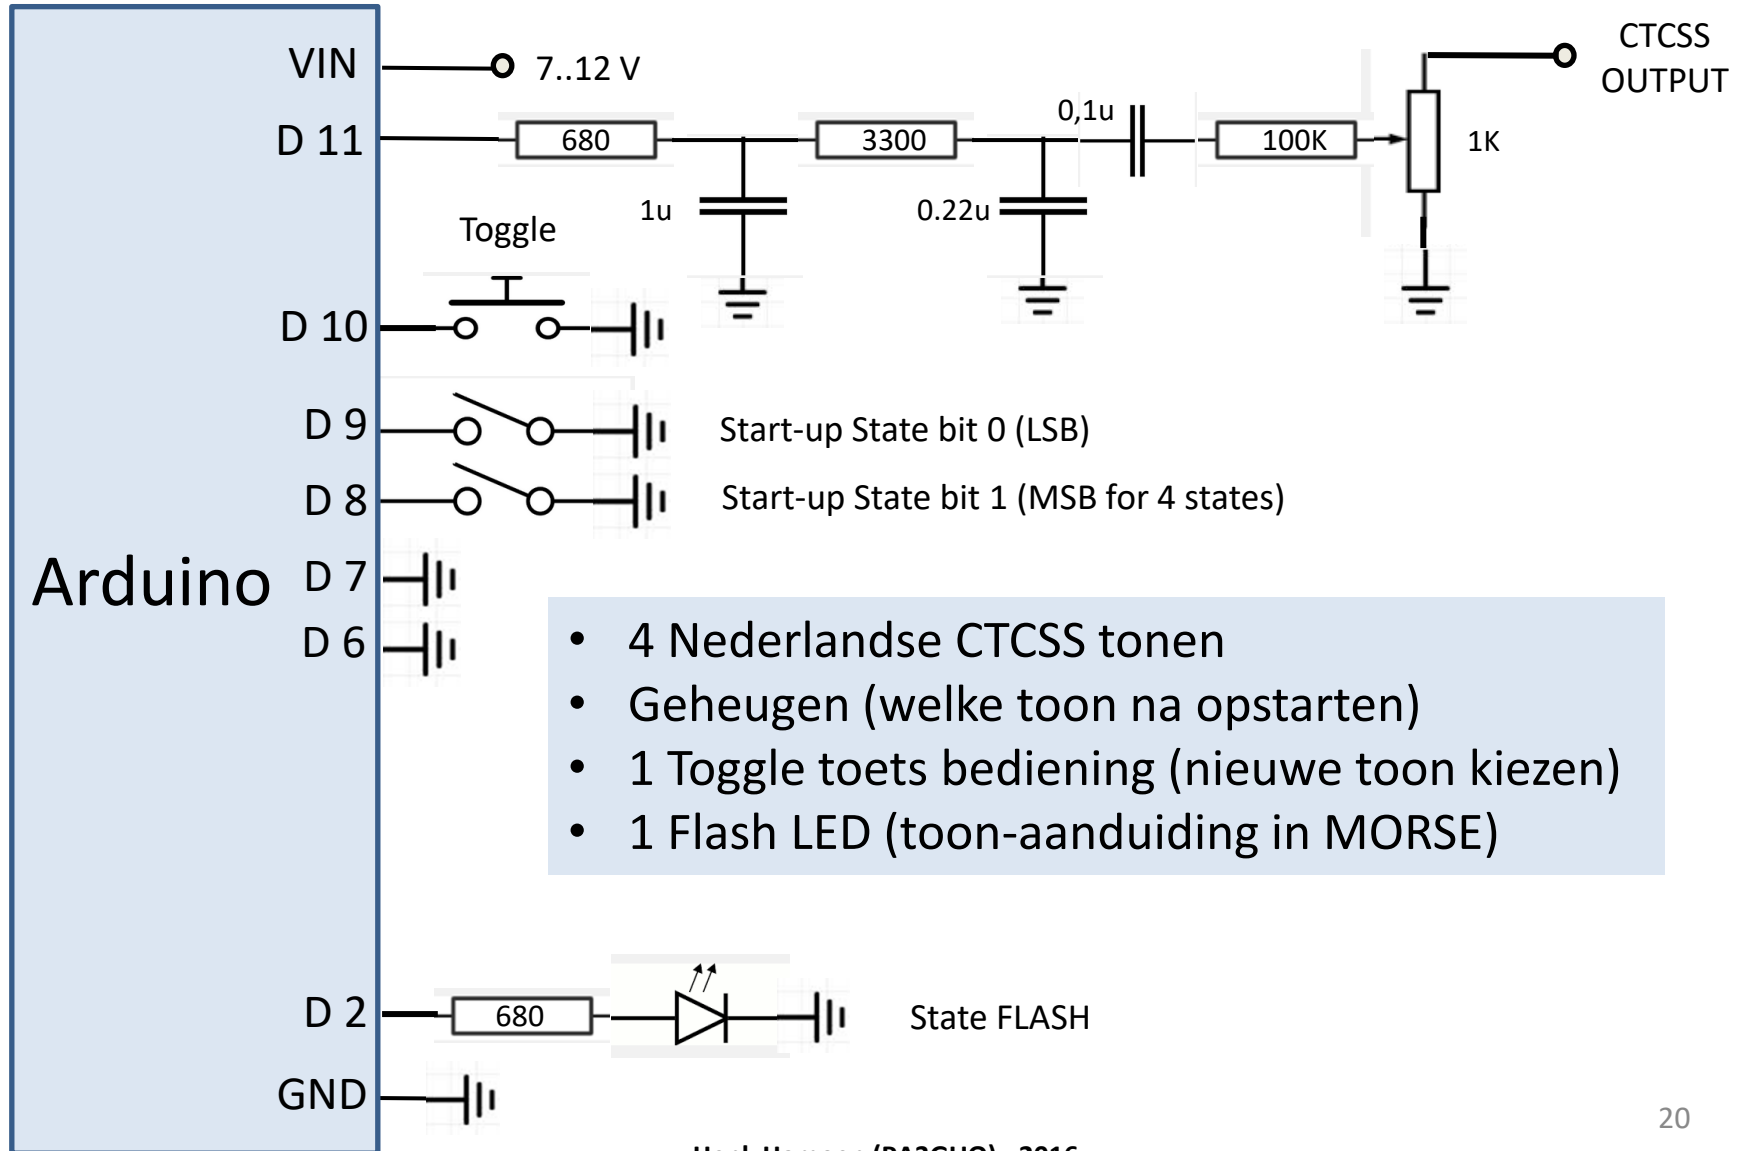 CTCSS
OUTPUT
VIN
7..12 V
D 11
680
3300
0,1u
100K
1K
1u
0.22u
Toggle
D 10
D 9
Start-up State bit 0 (LSB)
D 8
Start-up State bit 1 (MSB for 4 states)
Arduino
D 7
D 6
• 4 Nederlandse CTCSS tonen
• Geheugen (welke toon na opstarten)
• 1 Toggle toets bediening (nieuwe toon kiezen)
• 1 Flash LED (toon-aanduiding in MORSE)
D 2
680
State FLASH
GND
20
2016